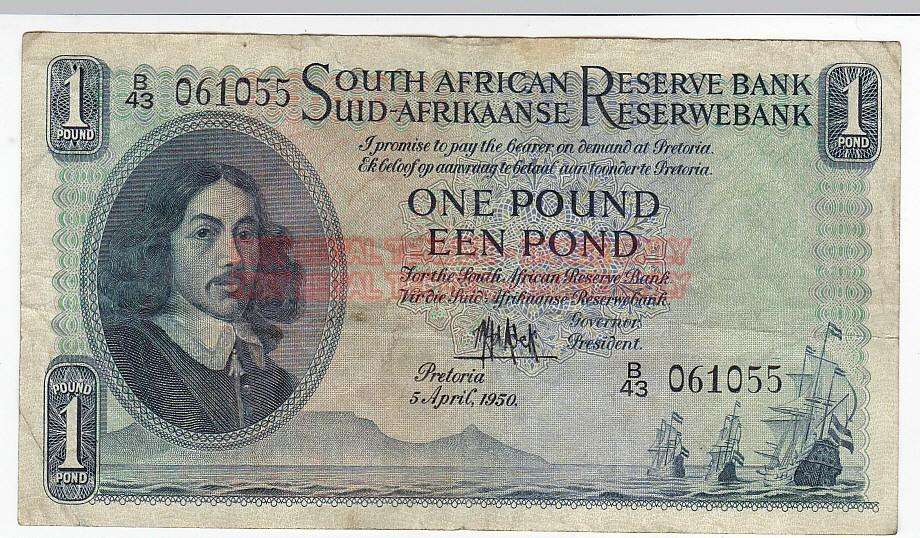 1
POUND
B/43 061055
SOUTH AFRICAN RESERVE BANK
SUID-AFRIKAANSE RESERWEBANK
1
POND
I promise to pay the bearer on demand at Pretoria.
Ek beloof op aanvraag te betaal aan toonder te Pretoria.
ONE POUND
EEN POND
For the South African Reserve Bank
Vir die Suid-Afrikaanse Reserwebank.
Governor.
President.
Pretoria
5 April, 1950.
B/43 061055
POUND
1
POND